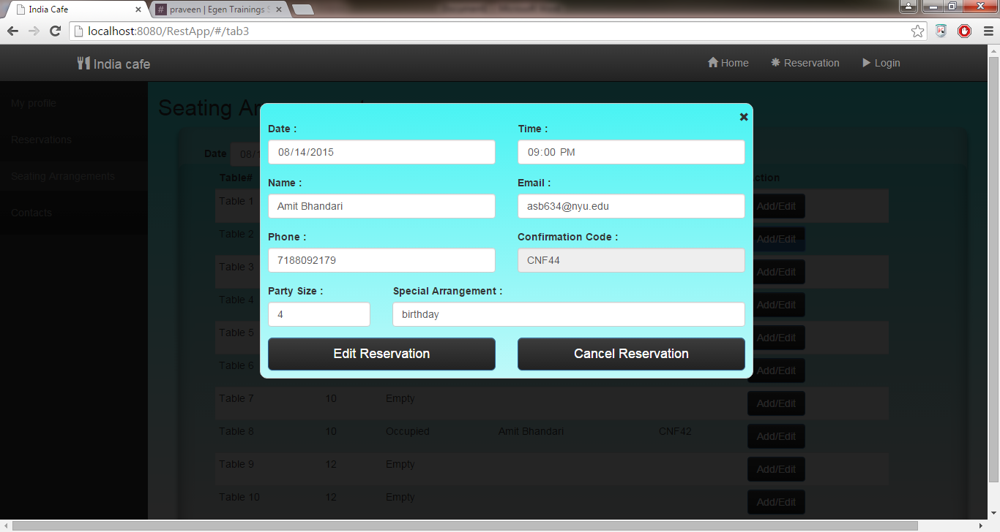 India Cafe
praveen | Egen Trainings S
localhost:8080/RestApp/#/tab3
India cafe
Home Reservation Login
My profile
Reservations
Seating Arrangements
Contacts
Seating Ar
Date 08/1
Table#
ction
Table 1 Add/Edit
Table 2 Add/Edit
Table 3 Add/Edit
Table 4 Add/Edit
Table 5 Add/Edit
Table 6 Add/Edit
Table 7 10 Empty Add/Edit
Table 8 10 Occupied Amit Bhandari CNF42 Add/Edit
Table 9 12 Empty Add/Edit
Table 10 12 Empty Add/Edit
Date : Time :
08/14/2015 09:00 PM
Name : Email :
Amit Bhandari asb634@nyu.edu
Phone : Confirmation Code :
7188092179 CNF44
Party Size : Special Arrangement :
4 birthday
Edit Reservation Cancel Reservation